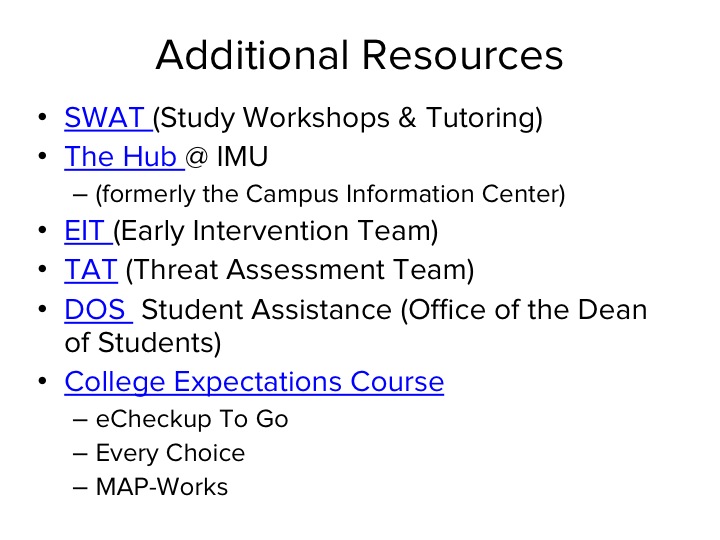 Additional Resources
• SWAT (Study Workshops & Tutoring)
• The Hub @ IMU
– (formerly the Campus Information Center)
• EIT (Early Intervention Team)
• TAT (Threat Assessment Team)
• DOS  Student Assistance (Office of the Dean
of Students)
• College Expectations Course
– eCheckup To Go
– Every Choice
– MAP-Works